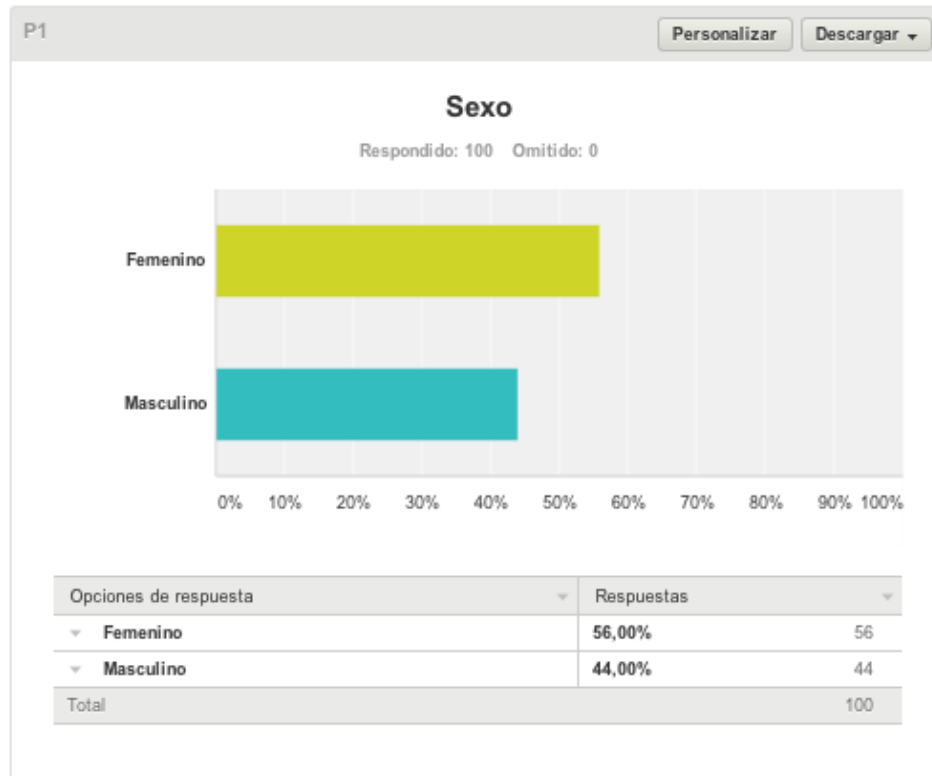 P1 Personalizar Descargar
Sexo
Respondido: 100 Omitido: 0
Femenino
Masculino
0% 10% 20% 30% 40% 50% 60% 70% 80% 90% 100%
Opciones de respuesta Respuestas
Femenino 56,00% 56
Masculino 44,00% 44
Total 100